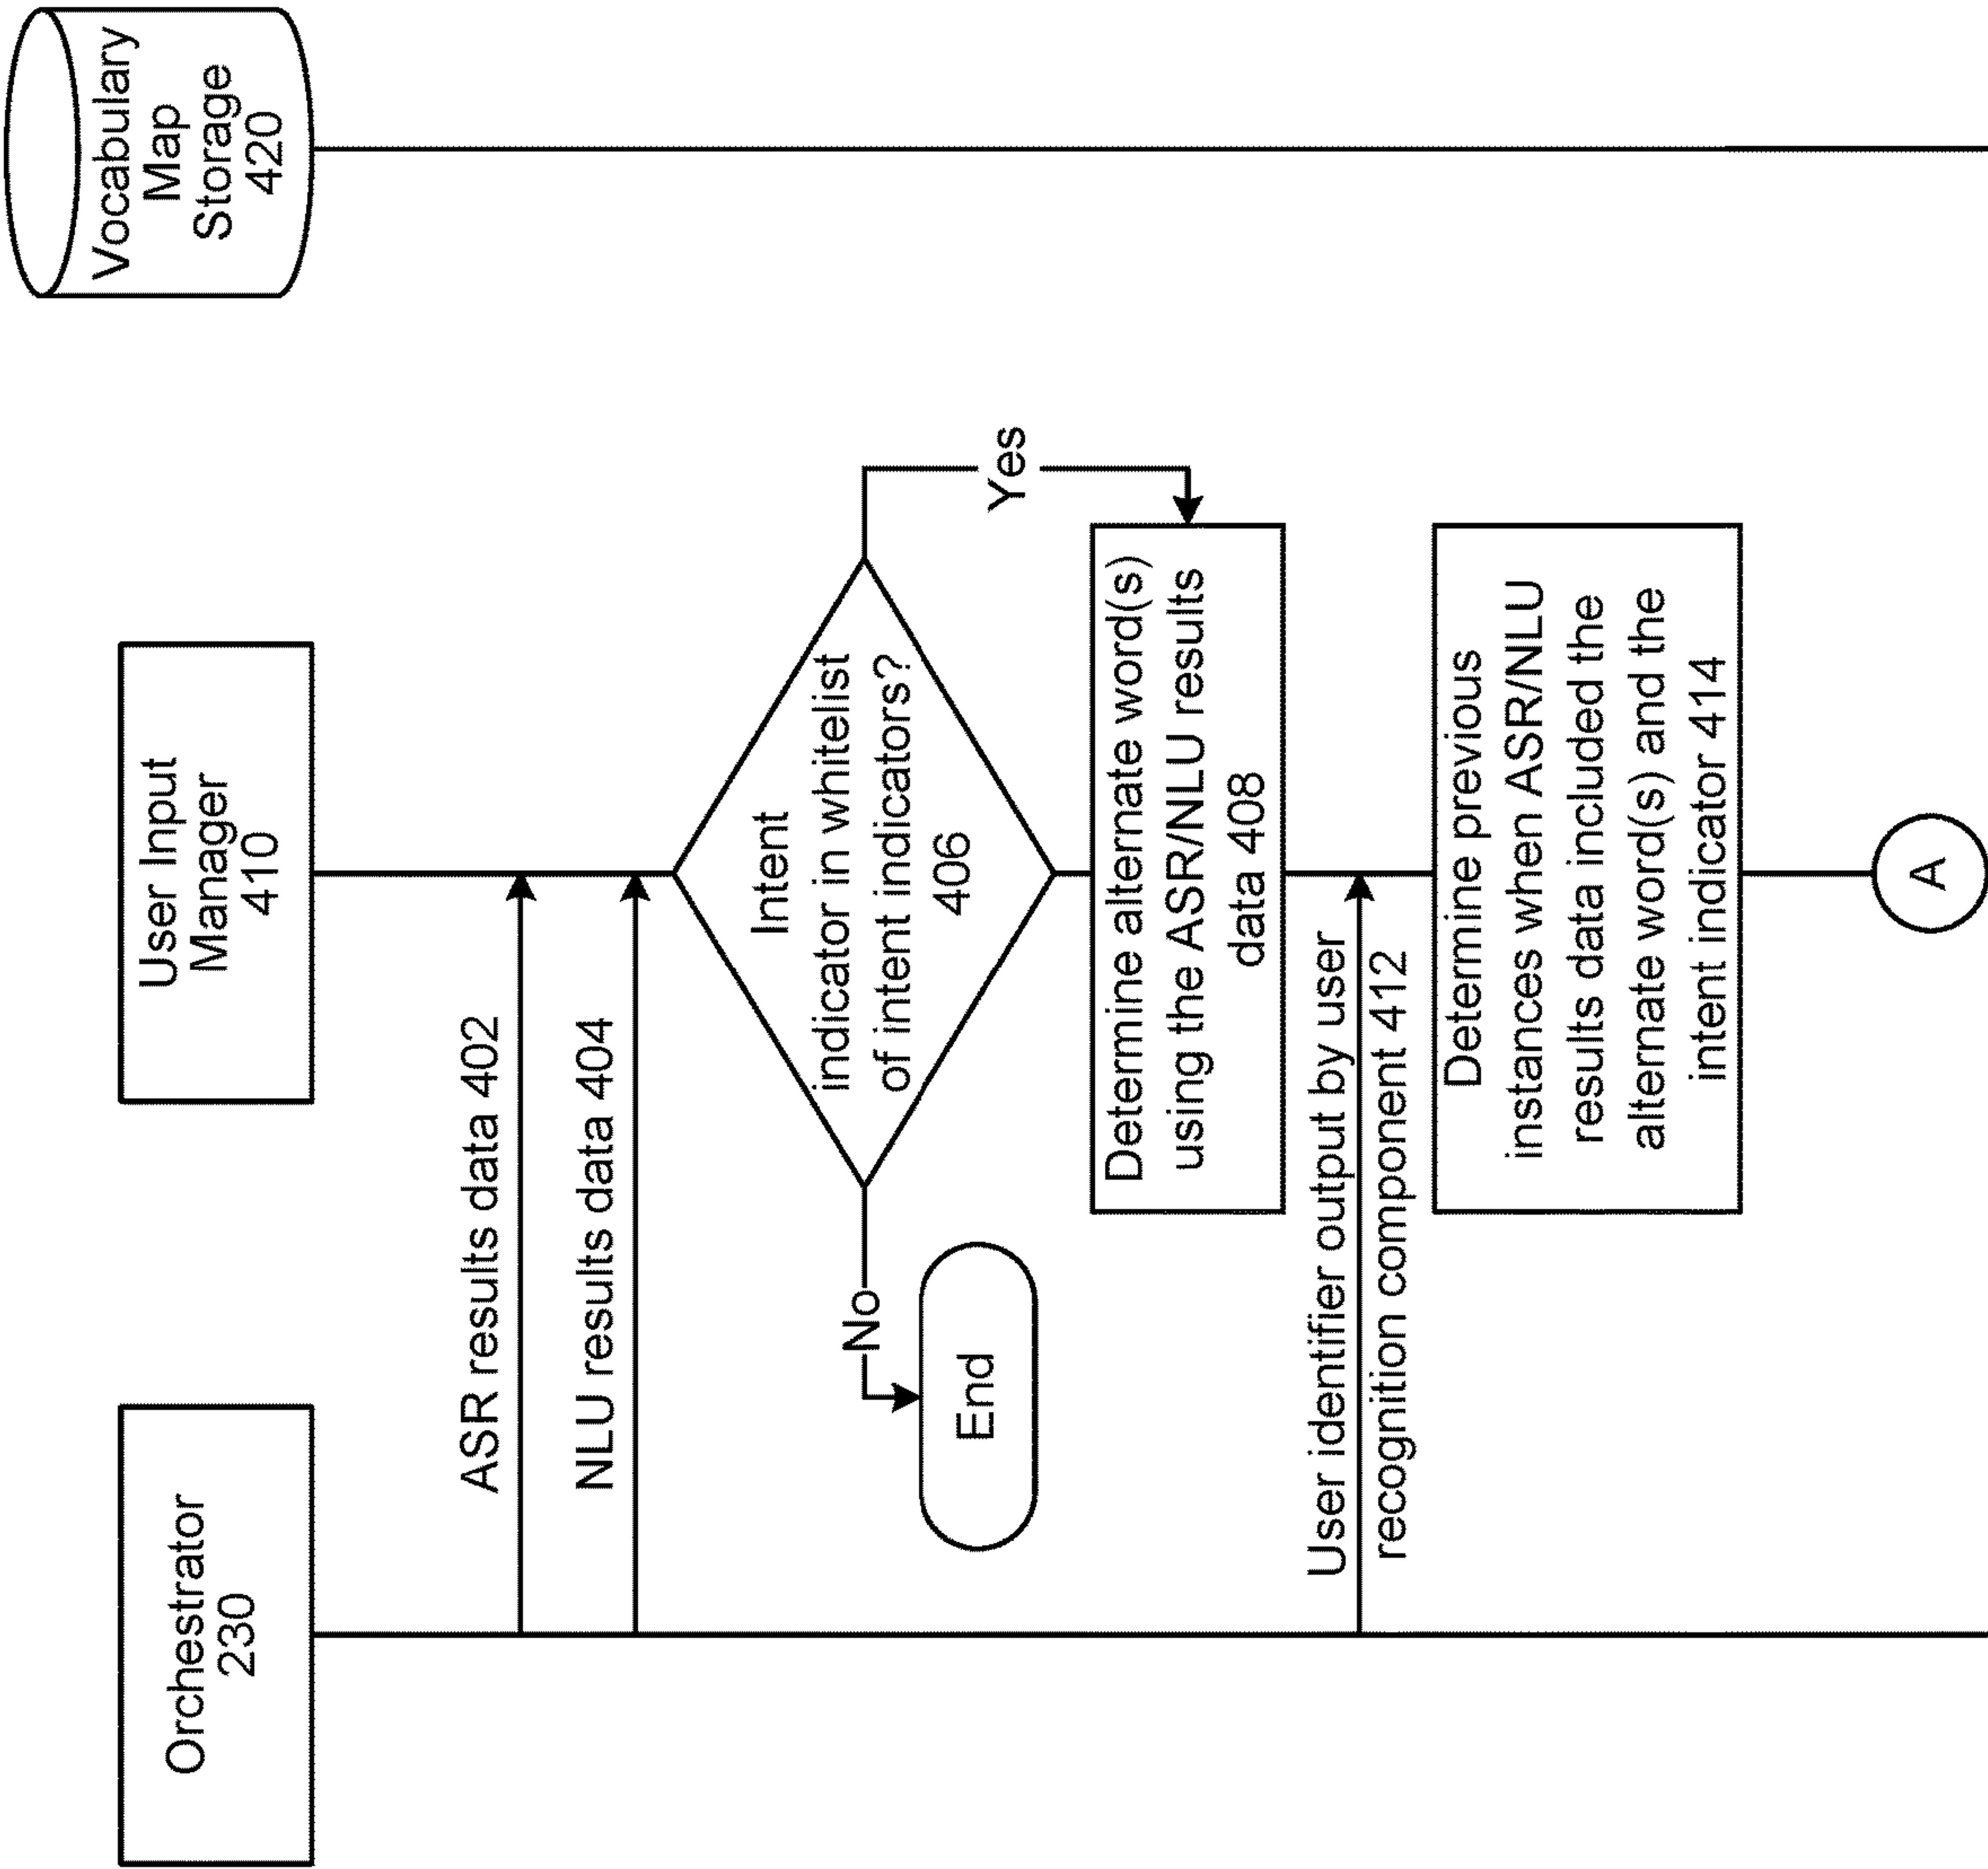 Orchestrator
230
User Input
Manager
410
Vocabulary
Map
Storage
420
ASR results data 402
NLU results data 404
Intent
indicator in whitelist
of intent indicators?
406
No
Yes
End
Determine alternate word(s)
using the ASR/NLU results
data 408
User identifier output by user
recognition component 412
Determine previous
instances when ASR/NLU
results data included the
alternate word(s) and the
intent indicator 414
A